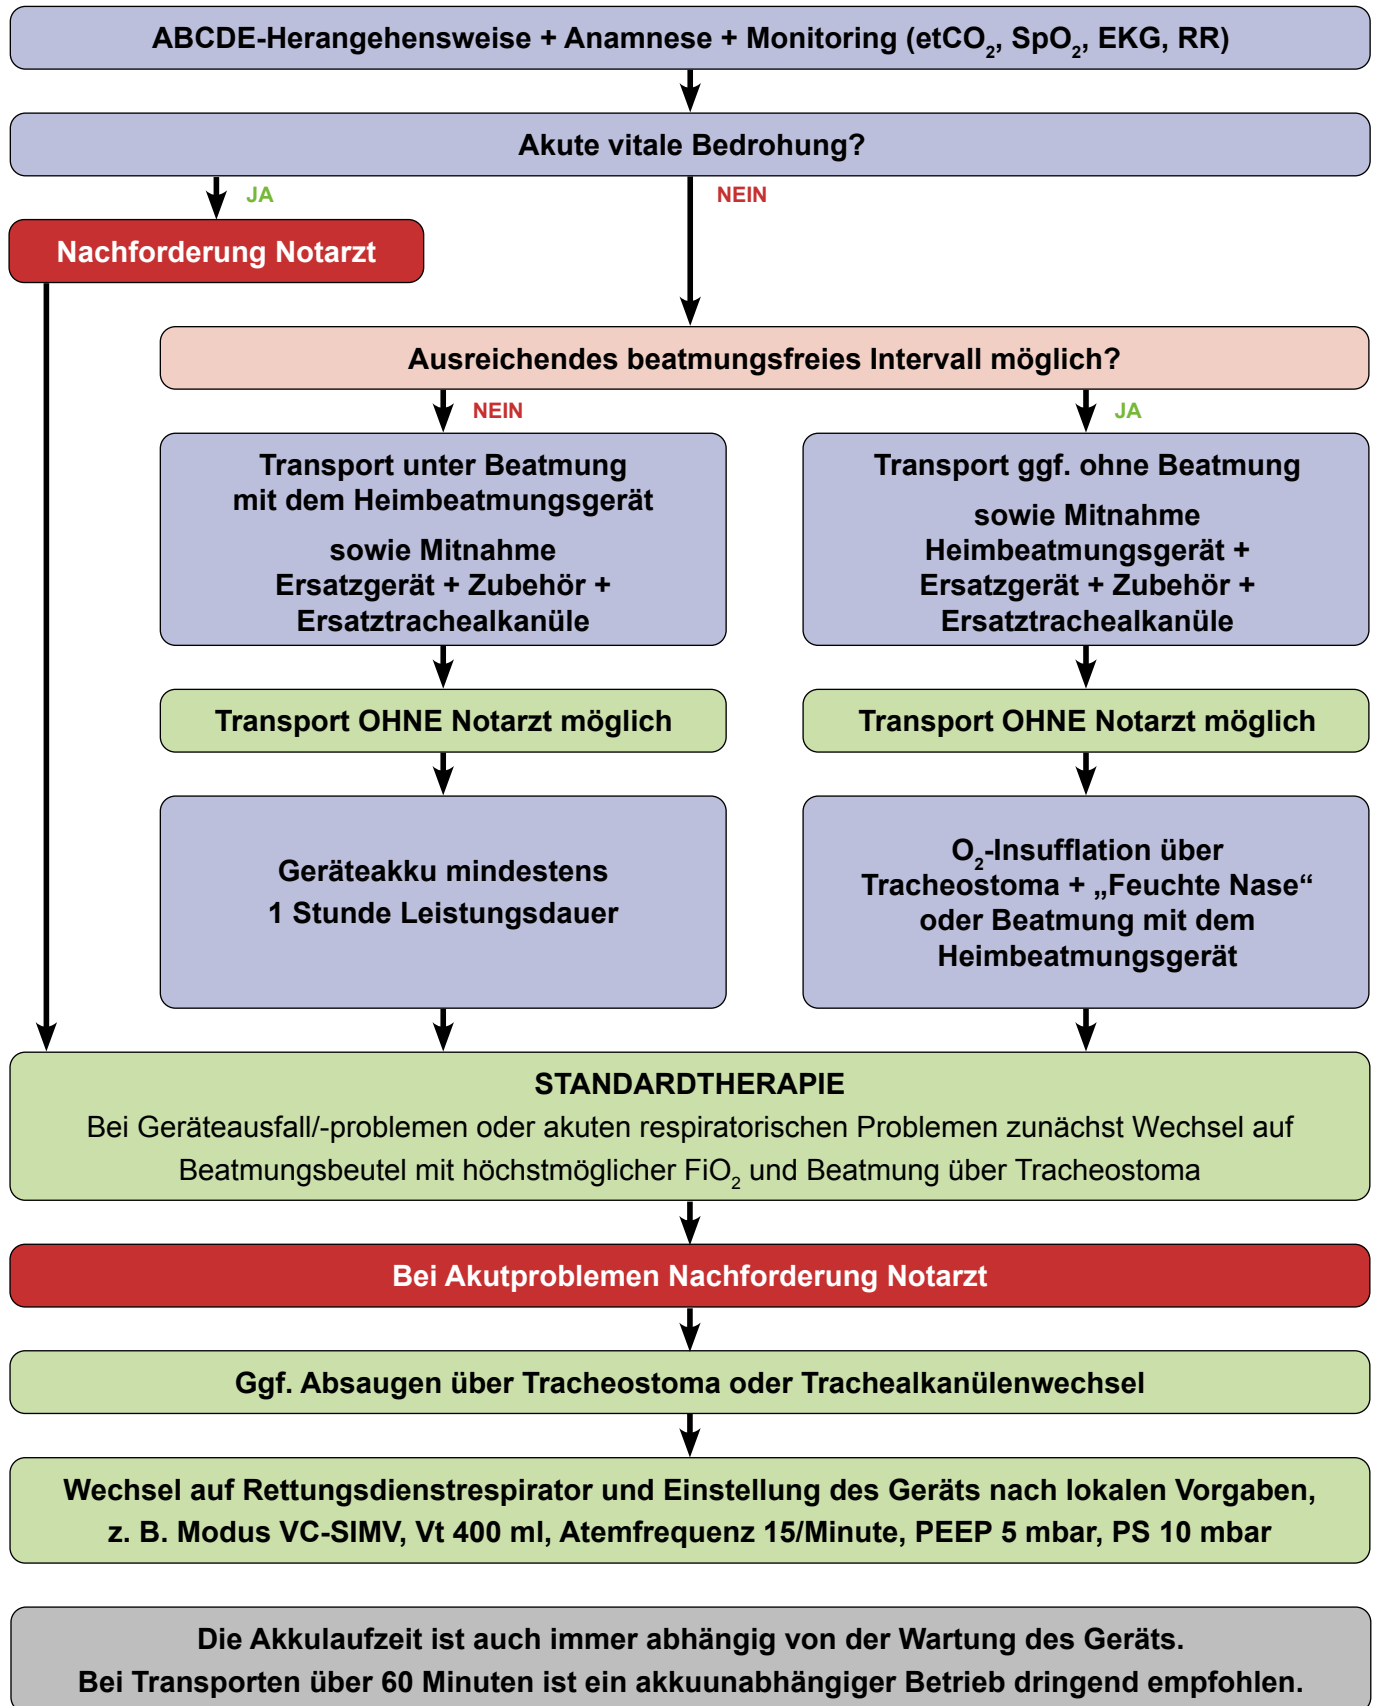 ABCDE-Herangehensweise + Anamnese + Monitoring (etCO₂, SpO₂, EKG, RR)
Akute vitale Bedrohung?
JA
NEIN
Nachforderung Notarzt
Ausreichendes beatmungsfreies Intervall möglich?
NEIN
JA
Transport unter Beatmung
mit dem Heimbeatmungsgerät
sowie Mitnahme
Ersatzgerät + Zubehör +
Ersatztrachealkanüle
Transport ggf. ohne Beatmung
sowie Mitnahme
Heimbeatmungsgerät +
Ersatzgerät + Zubehör +
Ersatztrachealkanüle
Transport OHNE Notarzt möglich
Transport OHNE Notarzt möglich
Geräteakku mindestens
1 Stunde Leistungsdauer
O₂-Insufflation über
Tracheostoma + „Feuchte Nase“
oder Beatmung mit dem
Heimbeatmungsgerät
STANDARDTHERAPIE
Bei Geräteausfall/-problemen oder akuten respiratorischen Problemen zunächst Wechsel auf
Beatmungsbeutel mit höchstmöglicher FiO₂ und Beatmung über Tracheostoma
Bei Akutproblemen Nachforderung Notarzt
Ggf. Absaugen über Tracheostoma oder Trachealkanülenwechsel
Wechsel auf Rettungsdienstrespirator und Einstellung des Geräts nach lokalen Vorgaben,
z. B. Modus VC-SIMV, Vt 400 ml, Atemfrequenz 15/Minute, PEEP 5 mbar, PS 10 mbar
Die Akkulaufzeit ist auch immer abhängig von der Wartung des Geräts.
Bei Transporten über 60 Minuten ist ein akkuunabhängiger Betrieb dringend empfohlen.